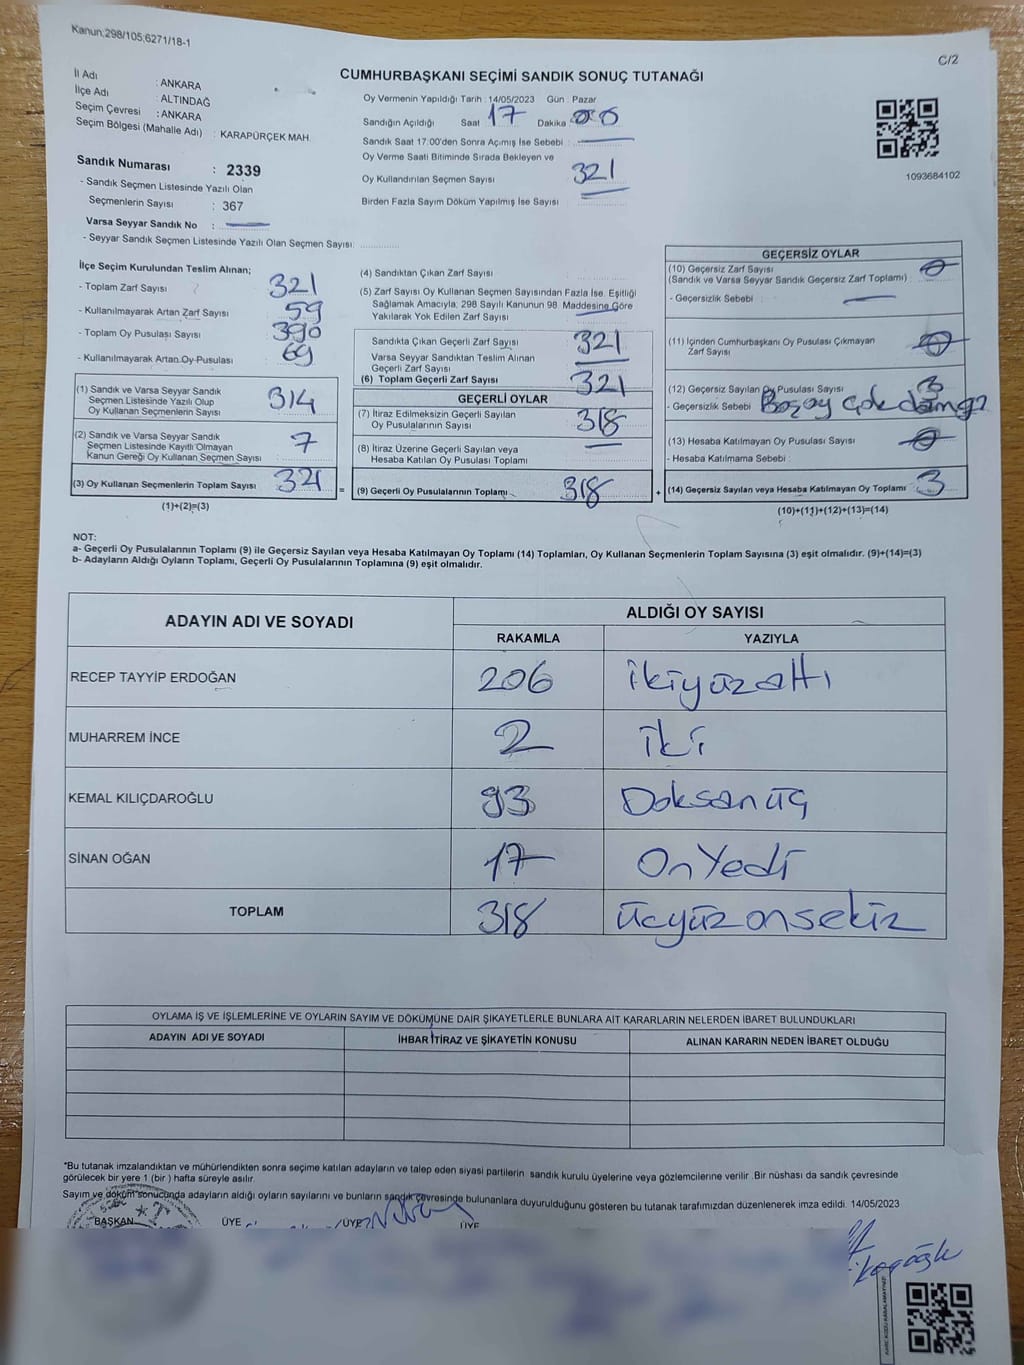 Kanun;298/105;6271/18-1
C/2
CUMHURBAŞKANI SEÇİMİ SANDIK SONUÇ TUTANAĞI
İl Adı : ANKARA
İlçe Adı : ALTINDAĞ
Seçim Çevresi : ANKARA
Seçim Bölgesi (Mahalle Adı) : KARAPÜRÇEK MAH.
Sandık Numarası : 2339
- Sandık Seçmen Listesinde Yazılı Olan
Seçmenlerin Sayısı : 367
Varsa Seyyar Sandık No :
- Seyyar Sandık Seçmen Listesinde Yazılı Olan Seçmen Sayısı:
Oy Vermenin Yapıldığı Tarih : 14/05/2023 Gün : Pazar
Sandığın Açıldığı Saat 17 Dakika 00
Sandık Saat 17:00'den Sonra Açımış İse Sebebi :
Oy Verme Saati Bitiminde Sırada Bekleyen ve
Oy Kullandırılan Seçmen Sayısı 321
Birden Fazla Sayım Döküm Yapılmış İse Sayısı
1093684102
İlçe Seçim Kurulundan Teslim Alınan;
- Toplam Zarf Sayısı 321
- Kullanılmayarak Artan Zarf Sayısı 59
- Toplam Oy Pusulası Sayısı 390
- Kullanılmayarak Artan Oy Pusulası 69
(1) Sandık ve Varsa Seyyar Sandık
Seçmen Listesinde Yazılı Olup
Oy Kullanan Seçmenlerin Sayısı 314
(2) Sandık ve Varsa Seyyar Sandık
Seçmen Listesinde Kayıtlı Olmayan
Kanun Gereği Oy Kullanan Seçmen Sayısı 7
(3) Oy Kullanan Seçmenlerin Toplam Sayısı 321 =
(1)+(2)=(3)
(4) Sandıktan Çıkan Zarf Sayısı
(5) Zarf Sayısı Oy Kullanan Seçmen Sayısından Fazla İse, Eşitliği
Sağlamak Amacıyla, 298 Sayılı Kanunun 98. Maddesine Göre
Yakılarak Yok Edilen Zarf Sayısı
Sandıkta Çıkan Geçerli Zarf Sayısı 321
Varsa Seyyar Sandıktan Teslim Alınan
Geçerli Zarf Sayısı
(6) Toplam Geçerli Zarf Sayısı 321
GEÇERLİ OYLAR
(7) İtiraz Edilmeksizin Geçerli Sayılan
Oy Pusulalarının Sayısı 318
(8) İtiraz Üzerine Geçerli Sayılan veya
Hesaba Katılan Oy Pusulası Toplamı
(9) Geçerli Oy Pusulalarının Toplamı 318 +
GEÇERSİZ OYLAR
(10) Geçersiz Zarf Sayısı
(Sandık ve Varsa Seyyar Sandık Geçersiz Zarf Toplamı) 0
- Geçersizlik Sebebi :
(11) İçinden Cumhurbaşkanı Oy Pusulası Çıkmayan
Zarf Sayısı 0
(12) Geçersiz Sayılan Oy Pusulası Sayısı 3
- Geçersizlik Sebebi
(13) Hesaba Katılmayan Oy Pusulası Sayısı 0
- Hesaba Katılmama Sebebi :
(14) Geçersiz Sayılan veya Hesaba Katılmayan Oy Toplamı 3
(10)+(11)+(12)+(13)=(14)
NOT:
a- Geçerli Oy Pusulalarının Toplamı (9) ile Geçersiz Sayılan veya Hesaba Katılmayan Oy Toplamı (14) Toplamları, Oy Kullanan Seçmenlerin Toplam Sayısına (3) eşit olmalıdır. (9)+(14)=(3)
b- Adayların Aldığı Oyların Toplamı, Geçerli Oy Pusulalarının Toplamına (9) eşit olmalıdır.
ADAYIN ADI VE SOYADI ALDIĞI OY SAYISI
RAKAMLA YAZIYLA
RECEP TAYYİP ERDOĞAN 206 ikiyüzaltı
MUHARREM İNCE 2 iki
KEMAL KILIÇDAROĞLU 93 Doksanüç
SİNAN OĞAN 17 OnYedi
TOPLAM 318 üçyüzonsekiz
OYLAMA İŞ VE İŞLEMLERİNE VE OYLARIN SAYIM VE DÖKÜMÜNE DAİR ŞİKAYETLERLE BUNLARA AİT KARARLARIN NELERDEN İBARET BULUNDUKLARI
ADAYIN ADI VE SOYADI İHBAR İTİRAZ VE ŞİKAYETİN KONUSU ALINAN KARARIN NEDEN İBARET OLDUĞU
*Bu tutanak imzalandıktan ve mühürlendikten sonra seçime katılan adayların ve talep eden siyasi partilerin sandık kurulu üyelerine veya gözlemcilerine verilir. Bir nüshası da sandık çevresinde
görülecek bir yere 1 (bir) hafta süreyle asılır.
Sayım ve döküm sonucunda adayların aldığı oyların sayılarını ve bunların sandık çevresinde bulunanlara duyurulduğunu gösteren bu tutanak tarafımızdan düzenlenerek imza edildi. 14/05/2023
BAŞKAN ÜYE ÜYE ÜYE